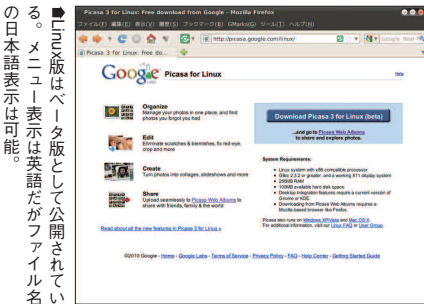 ➡Linux版はベータ版として公開されてい
る。メニュー表示は英語だがファイル名
の日本語表示は可能。
Picasa 3 for Linux: Free download from Google - Mozilla Firefox
ファイル(F) 編集(E) 表示(V) 履歴(S) ブックマーク(B) GMarks(G) ツール(T) ヘルプ(H)
http://picasa.google.com/linux/
Picasa 3 for Linux: Free do...
Google Picasa for Linux
Help
Organize
Manage your photos in one place, and find
photos you forgot you had
Edit
Eliminate scratches & blemishes, fix red-eye,
crop and more
Create
Turn photos into collages, slideshows and more
Share
Upload seamlessly to Picasa Web Albums to
share with friends, family & the world
Read about all the new features in Picasa 3 for Linux »
Download Picasa 3 for Linux (beta)
...and go to Picasa Web Albums
to share and explore photos.
System Requirements:
• Linux system with x86 compatible processor
• Glibc 2.3.2 or greater, and a working X11 display system
• 256MB RAM
• 100MB available hard disk space
• Desktop integration features require a current version of
Gnome or KDE
• Downloading from Picasa Web Albums requires a
Mozilla-based browser like Firefox.
Picasa also runs on Windows XP/Vista and Mac OS X.
For additional information, visit our Linux FAQ or User Group.
©2010 Google - Home - Google Labs - Terms of Service - Privacy Policy - FAQ - Help Center - Getting Started Guide